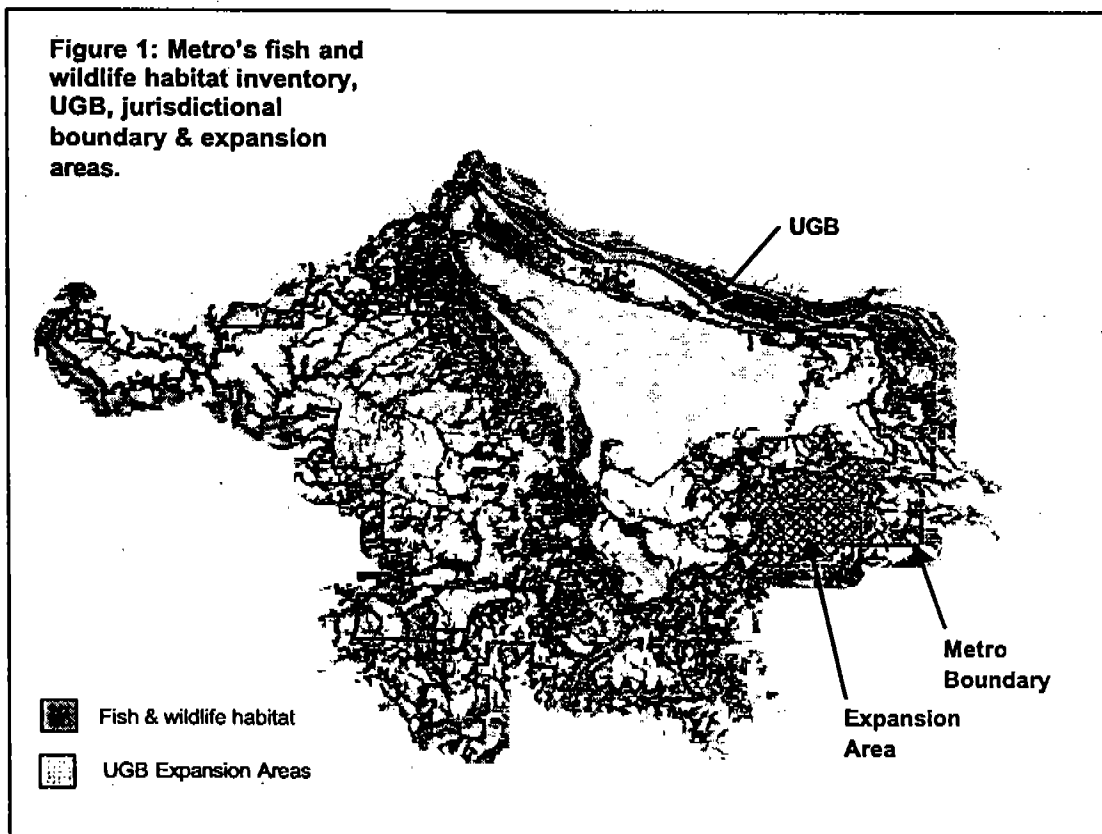 Figure 1: Metro's fish and
wildlife habitat inventory,
UGB, jurisdictional
boundary & expansion
areas.
UGB
Metro
Boundary
Expansion
Area
Fish & wildlife habitat
UGB Expansion Areas